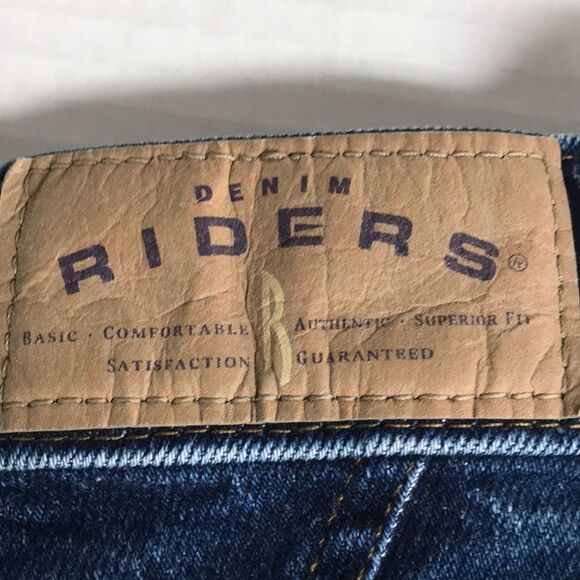 DENIM
RIDERS®
BASIC · COMFORTABLE R AUTHENTIC · SUPERIOR FIT
SATISFACTION GUARANTEED